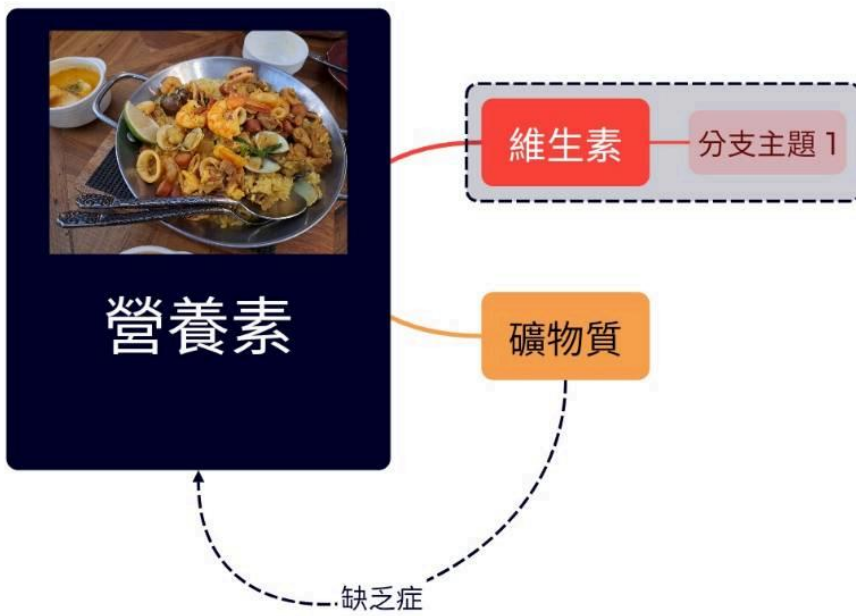 維生素
分支主題 1
營養素
礦物質
缺乏症